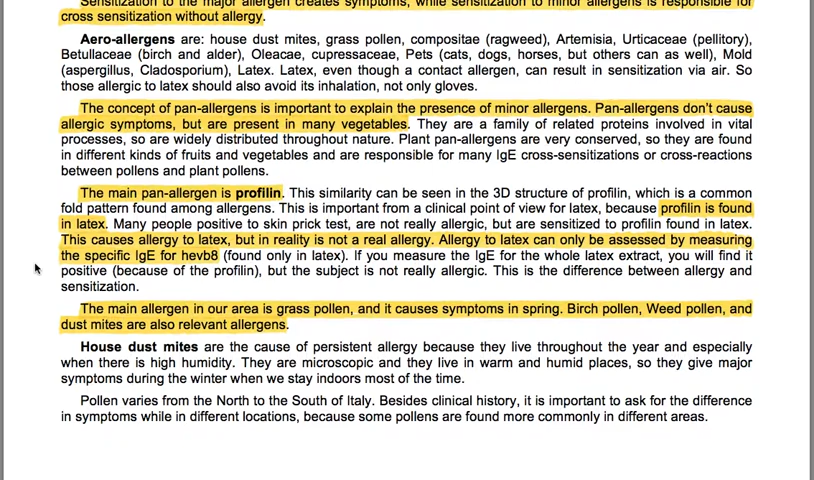 Sensitization to the major allergen creates symptoms, while sensitization to minor allergens is responsible for
cross sensitization without allergy.
Aero-allergens are: house dust mites, grass pollen, compositae (ragweed), Artemisia, Urticaceae (pellitory),
Betullaceae (birch and alder), Oleacae, cupressaceae, Pets (cats, dogs, horses, but others can as well), Mold
(aspergillus, Cladosporium), Latex. Latex, even though a contact allergen, can result in sensitization via air. So
those allergic to latex should also avoid its inhalation, not only gloves.
The concept of pan-allergens is important to explain the presence of minor allergens. Pan-allergens don't cause
allergic symptoms, but are present in many vegetables. They are a family of related proteins involved in vital
processes, so are widely distributed throughout nature. Plant pan-allergens are very conserved, so they are found
in different kinds of fruits and vegetables and are responsible for many IgE cross-sensitizations or cross-reactions
between pollens and plant pollens.
The main pan-allergen is profilin. This similarity can be seen in the 3D structure of profilin, which is a common
fold pattern found among allergens. This is important from a clinical point of view for latex, because profilin is found
in latex. Many people positive to skin prick test, are not really allergic, but are sensitized to profilin found in latex.
This causes allergy to latex, but in reality is not a real allergy. Allergy to latex can only be assessed by measuring
the specific IgE for hevb8 (found only in latex). If you measure the IgE for the whole latex extract, you will find it
positive (because of the profilin), but the subject is not really allergic. This is the difference between allergy and
sensitization.
The main allergen in our area is grass pollen, and it causes symptoms in spring. Birch pollen, Weed pollen, and
dust mites are also relevant allergens.
House dust mites are the cause of persistent allergy because they live throughout the year and especially
when there is high humidity. They are microscopic and they live in warm and humid places, so they give major
symptoms during the winter when we stay indoors most of the time.
Pollen varies from the North to the South of Italy. Besides clinical history, it is important to ask for the difference
in symptoms while in different locations, because some pollens are found more commonly in different areas.